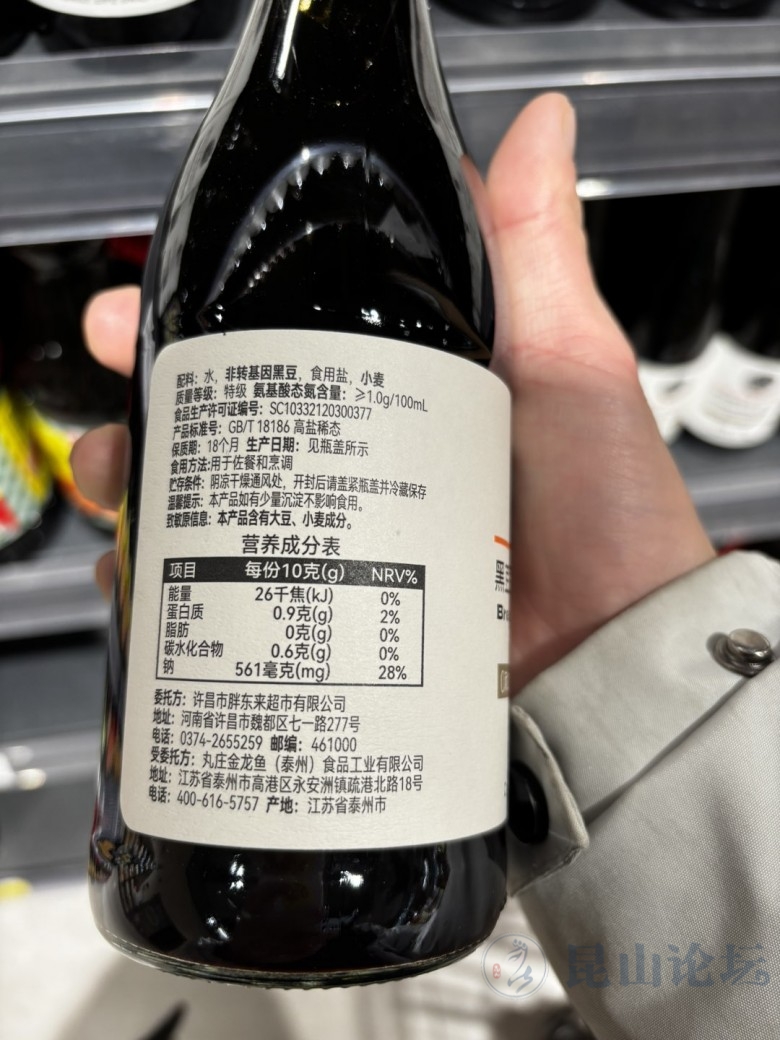 配料：水，非转基因黑豆，食用盐，小麦
质量等级：特级 氨基酸态氮含量：≥1.0g/100mL
食品生产许可证编号：SC10332120300377
产品标准号：GB/T 18186 高盐稀态
保质期：18个月 生产日期：见瓶盖所示
食用方法:用于佐餐和烹调
贮存条件：阴凉干燥通风处，开封后请盖紧瓶盖并冷藏保存
温馨提示：本产品如有少量沉淀不影响食用。
致敏原信息：本产品含有大豆、小麦成分。
营养成分表
项目 每份10克(g) NRV%
能量 26千焦(kJ) 0%
蛋白质 0.9克(g) 2%
脂肪 0克(g) 0%
碳水化合物 0.6克(g) 0%
钠 561毫克(mg) 28%
委托方：许昌市胖东来超市有限公司
地址：河南省许昌市魏都区七一路277号
电话：0374-2655259 邮编：461000
受委托方：丸庄金龙鱼（泰州）食品工业有限公司
地址：江苏省泰州市高港区永安洲镇疏港北路18号
电话：400-616-5757 产地：江苏省泰州市
黑
昆山论坛